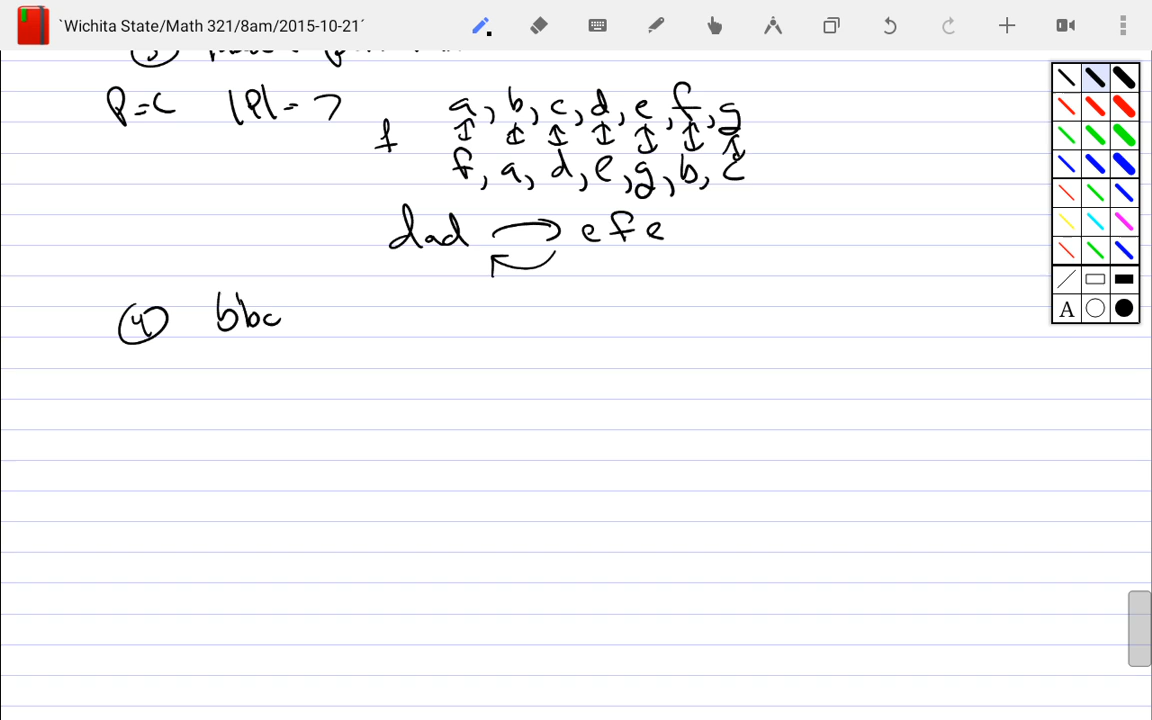 `Wichita State/Math 321/8am/2015-10-21´
P=C |P|= 7 a, b, c, d, e, f, g
f ↕ ↕ ↕ ↕ ↕ ↕ ↕
f, a, d, e, g, b, c
dad efe
④ bbc
A